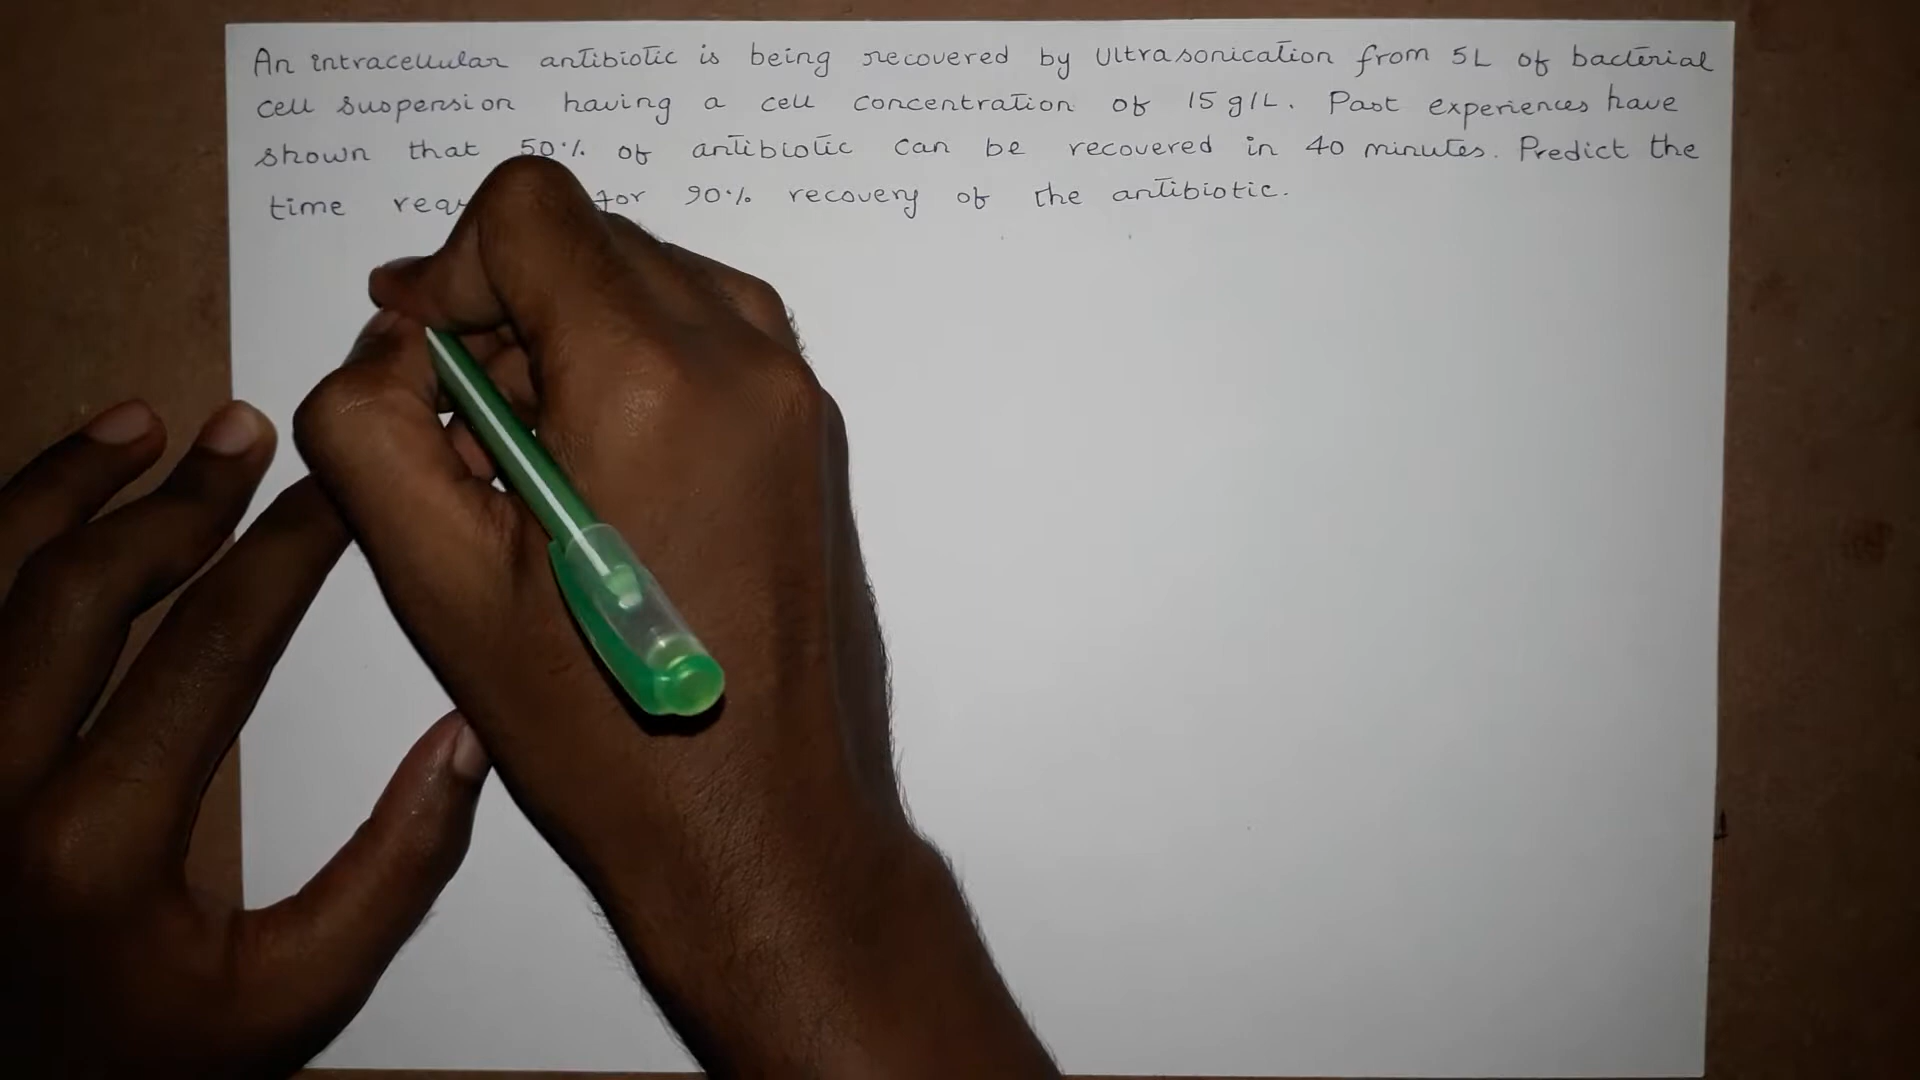 An intracellular antibiotic is being recovered by Ultrasonication from 5L of bacterial
cell suspension having a cell concentration of 15 g/L. Past experiences have
shown that 50% of antibiotic can be recovered in 40 minutes. Predict the
time for 90% recovery of the antibiotic.